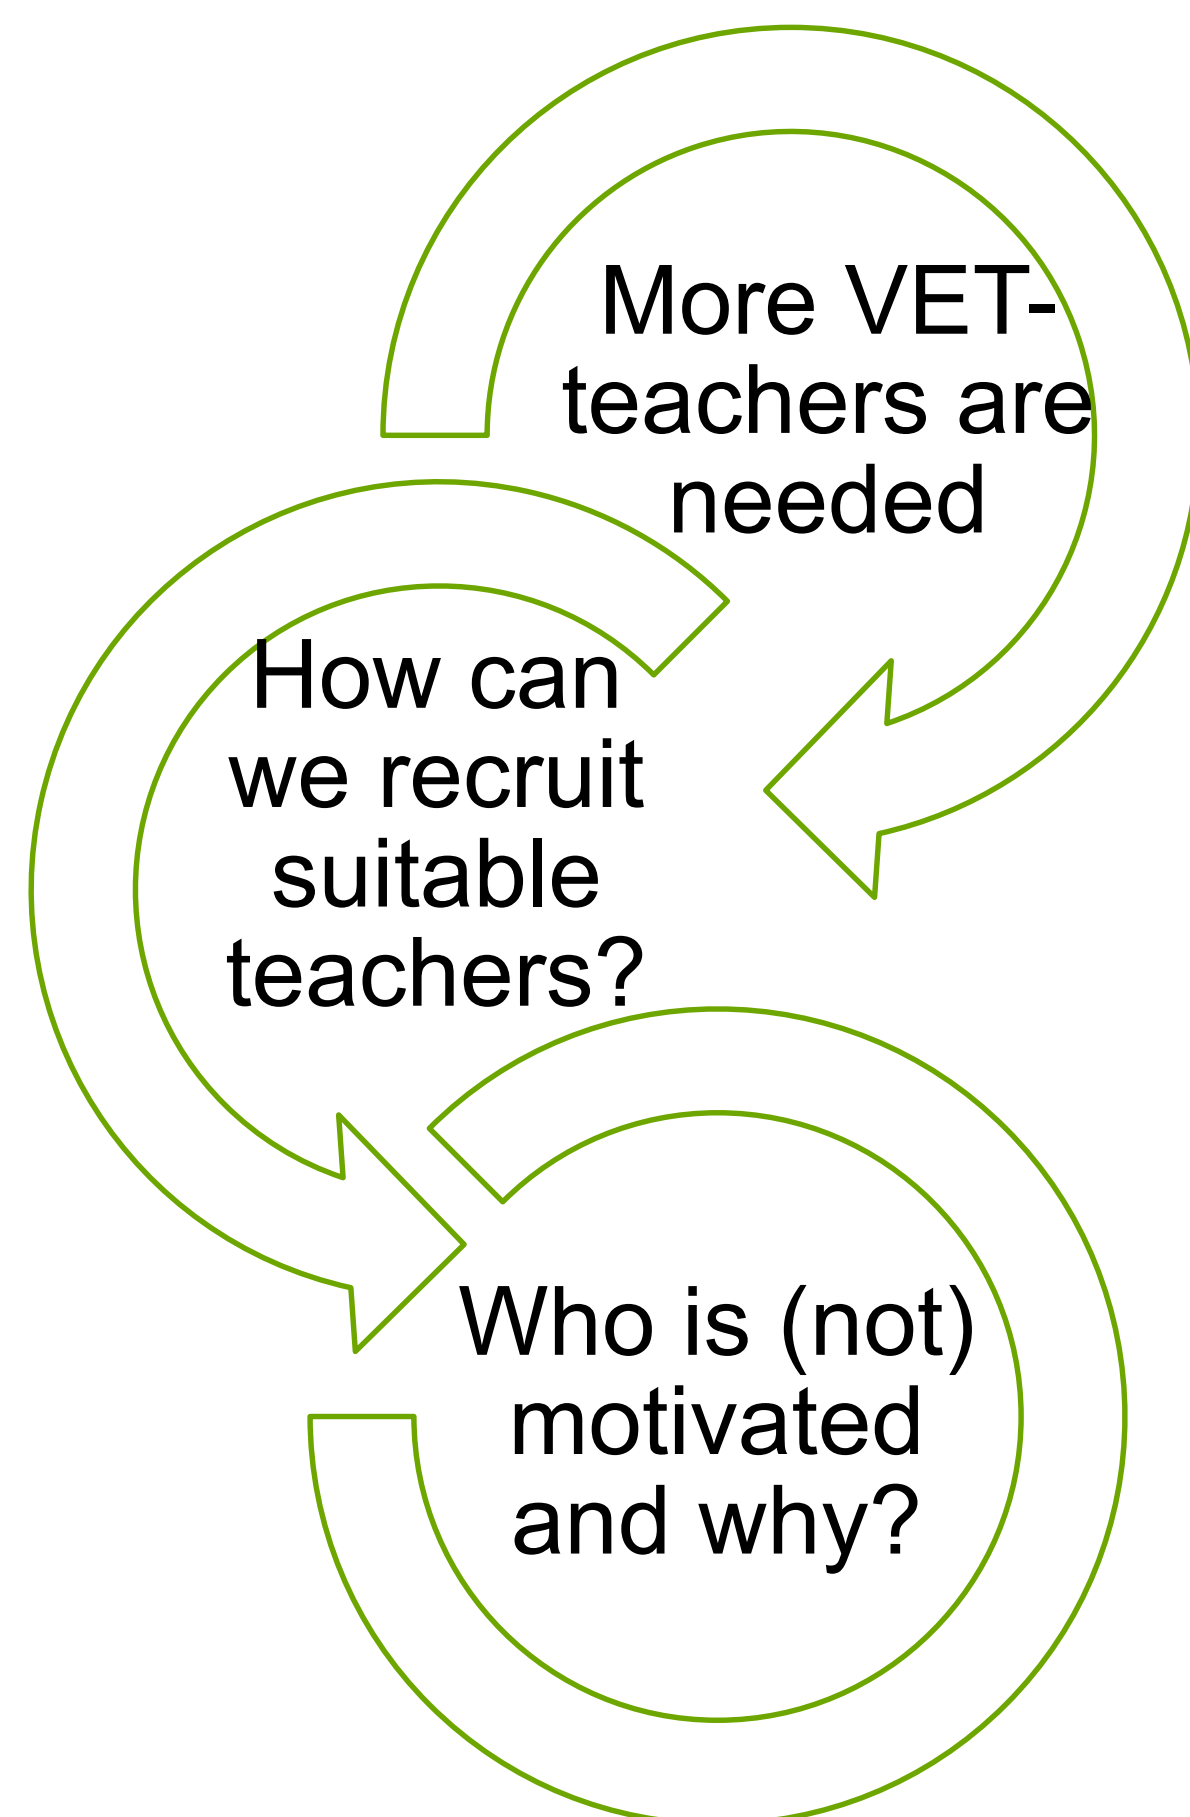 More VET-
teachers are
needed
How can
we recruit
suitable
teachers?
Who is (not)
motivated
and why?